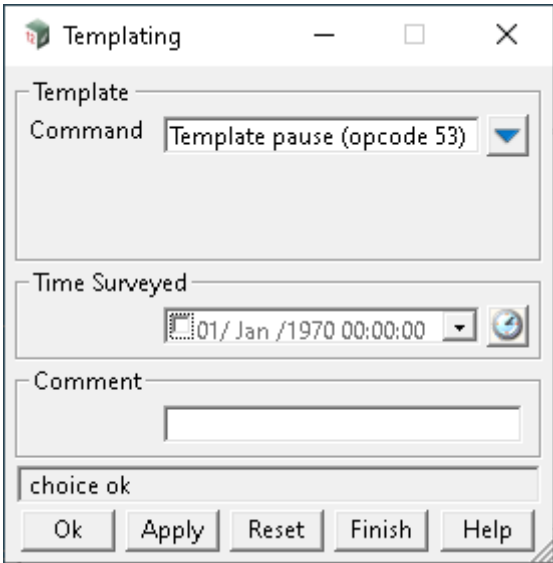 Templating
Template
Command Template pause (opcode 53)
Time Surveyed
01/ Jan /1970 00:00:00
Comment
choice ok
Ok Apply Reset Finish Help